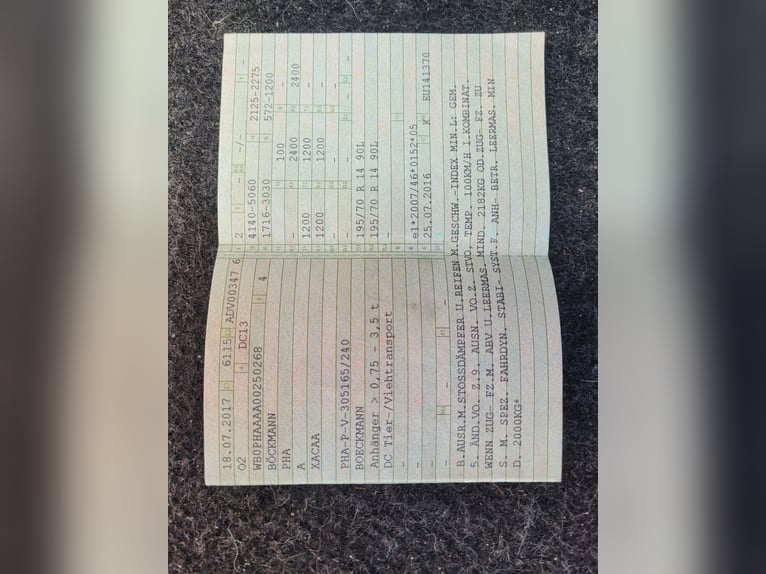 18.07.2017 6115 ADV00347 6
O2 DC13
WB0PHAAAA00250268 4
BÖCKMANN
PHA
A
XACAA
–
PHA-P-V-305165/240
BOECKMANN
Anhänger > 0,75 - 3,5 t
DC Tier-/Viehtransport
–
–
–
– – –
2 – –/– –
4140-5060 2125-2275
1716-3030 572-1200
– 100 –
– 2400 2400
1200 1200 –
1200 1200 –
– – –
– – – –
195/70 R 14 90L
195/70 R 14 90L
–
–
e1*2007/46*0152*05
25.07.2016 K EU141370
B.AUSR.M.STOSSDÄMPFER U.REIFEN M.GESCHW.-INDEX MIN.L: GEM.
5. ÄND.VO. Z.9. AUSN. VO.Z. STVO, TEMP. 100KM/H I.KOMBINAT.
WENN ZUG- FZ.M. ABV U.LEERMAS. MIND. 2182KG OD.ZUG- FZ. ZU
S. M. SPEZ. FAHRDYN. STABI- SYST.F. ANH- BETR. LEERMAS. MIN
D. 2000KG*